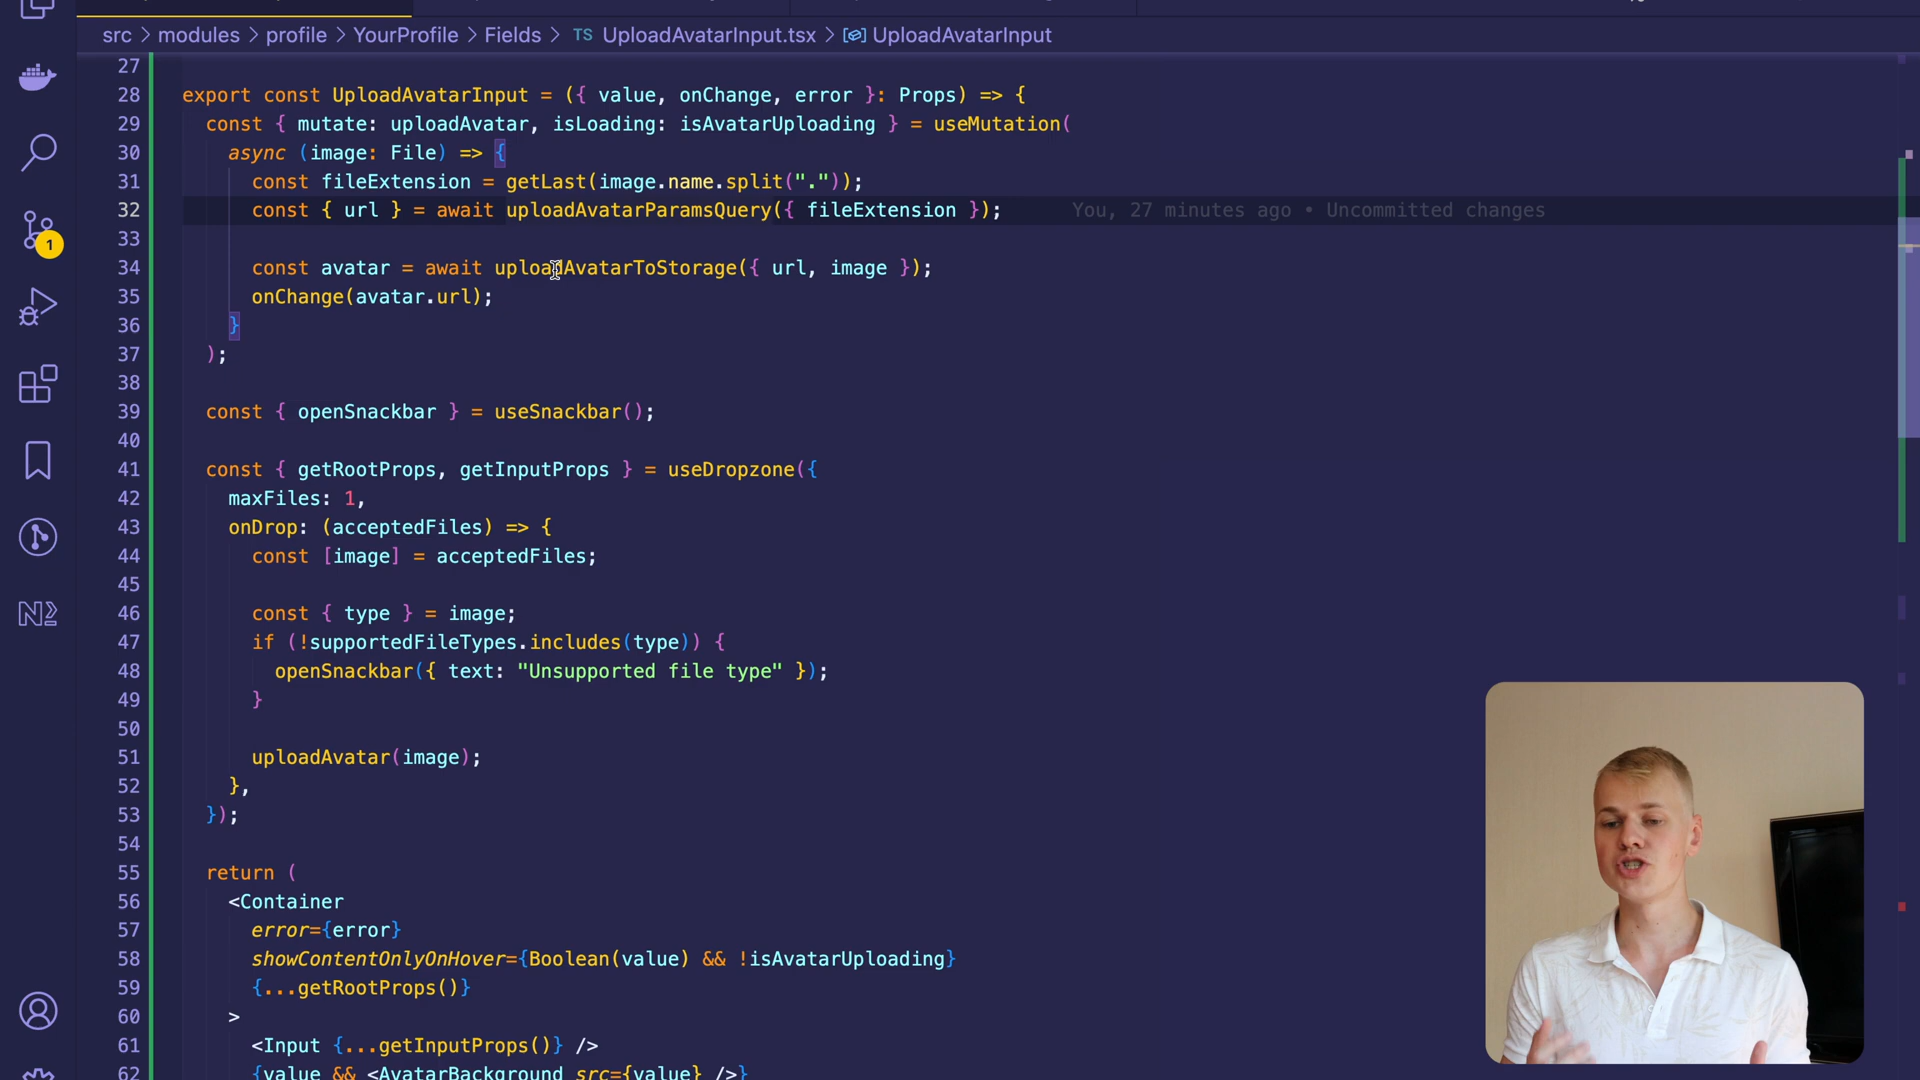 src > modules > profile > YourProfile > Fields > TS UploadAvatarInput.tsx > UploadAvatarInput
27
28 export const UploadAvatarInput = ({ value, onChange, error }: Props) => {
29 const { mutate: uploadAvatar, isLoading: isAvatarUploading } = useMutation(
30 async (image: File) => {
31 const fileExtension = getLast(image.name.split("."));
32 const { url } = await uploadAvatarParamsQuery({ fileExtension }); You, 27 minutes ago • Uncommitted changes
33
34 const avatar = await uploadAvatarToStorage({ url, image });
35 onChange(avatar.url);
36 }
37 );
38
39 const { openSnackbar } = useSnackbar();
40
41 const { getRootProps, getInputProps } = useDropzone({
42 maxFiles: 1,
43 onDrop: (acceptedFiles) => {
44 const [image] = acceptedFiles;
45
46 const { type } = image;
47 if (!supportedFileTypes.includes(type)) {
48 openSnackbar({ text: "Unsupported file type" });
49 }
50
51 uploadAvatar(image);
52 },
53 });
54
55 return (
56 <Container
57 error={error}
58 showContentOnlyOnHover={Boolean(value) && !isAvatarUploading}
59 {...getRootProps()}
60 >
61 <Input {...getInputProps()} />
62 {value && <AvatarBackground src={value} />}
1